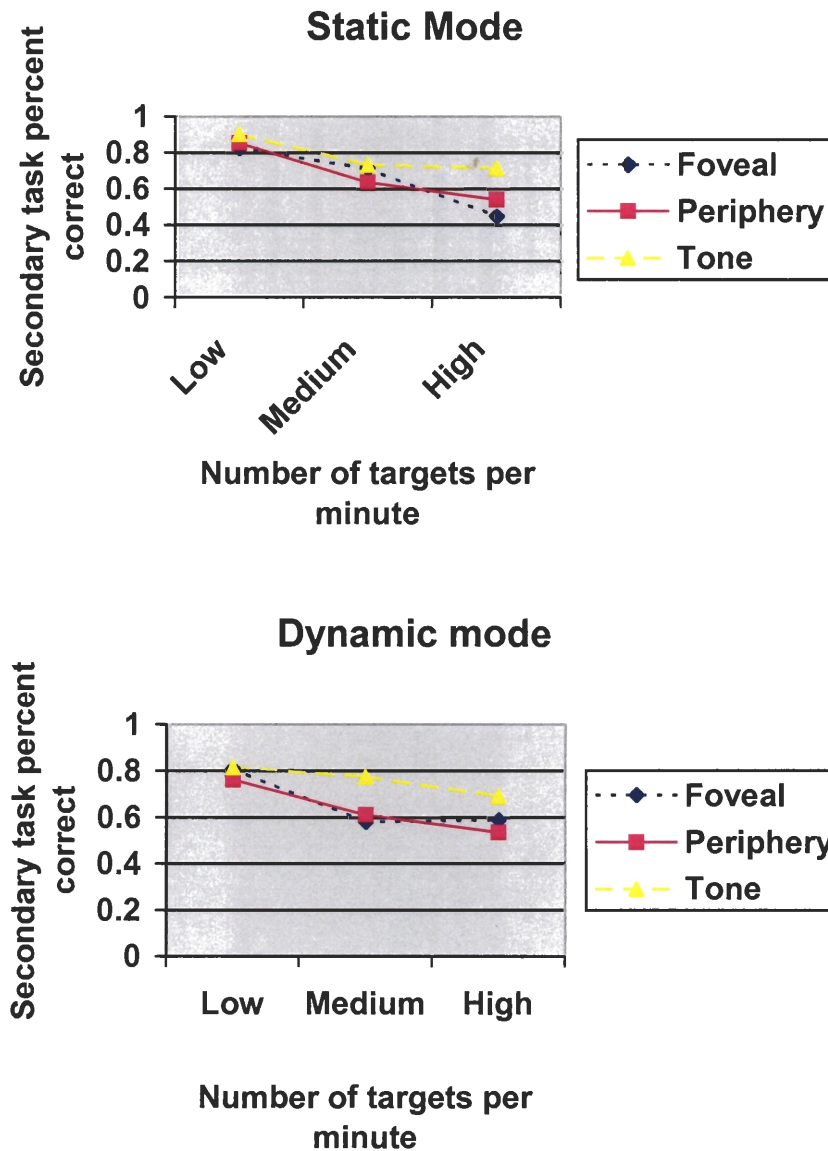 Static Mode
Secondary task percent
correct
1
0.8
0.6
0.4
0.2
0
Low
Medium
High
Number of targets per
minute
Foveal
Periphery
Tone
Dynamic mode
Secondary task percent
correct
1
0.8
0.6
0.4
0.2
0
Low
Medium
High
Number of targets per
minute
Foveal
Periphery
Tone